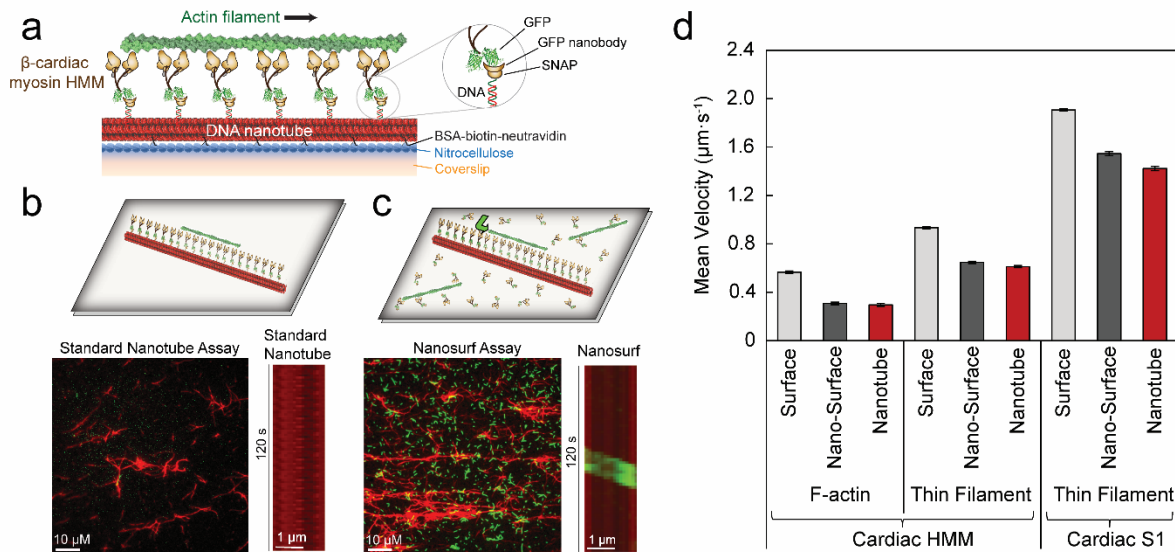 a
Actin filament
β-cardiac
myosin HMM
GFP
GFP nanobody
SNAP
DNA
DNA nanotube
BSA-biotin-neutravidin
Nitrocellulose
Coverslip
b
c
Standard Nanotube Assay
Standard
Nanotube
120 s
10 μM
1 μm
Nanosurf Assay
Nanosurf
120 s
10 μM
1 μm
d
Mean Velocity (μm·s⁻¹)
2.4
2.0
1.6
1.2
0.8
0.4
0
Surface
Nano-Surface
Nanotube
Surface
Nano-Surface
Nanotube
Surface
Nano-Surface
Nanotube
F-actin
Thin Filament
Thin Filament
Cardiac HMM
Cardiac S1